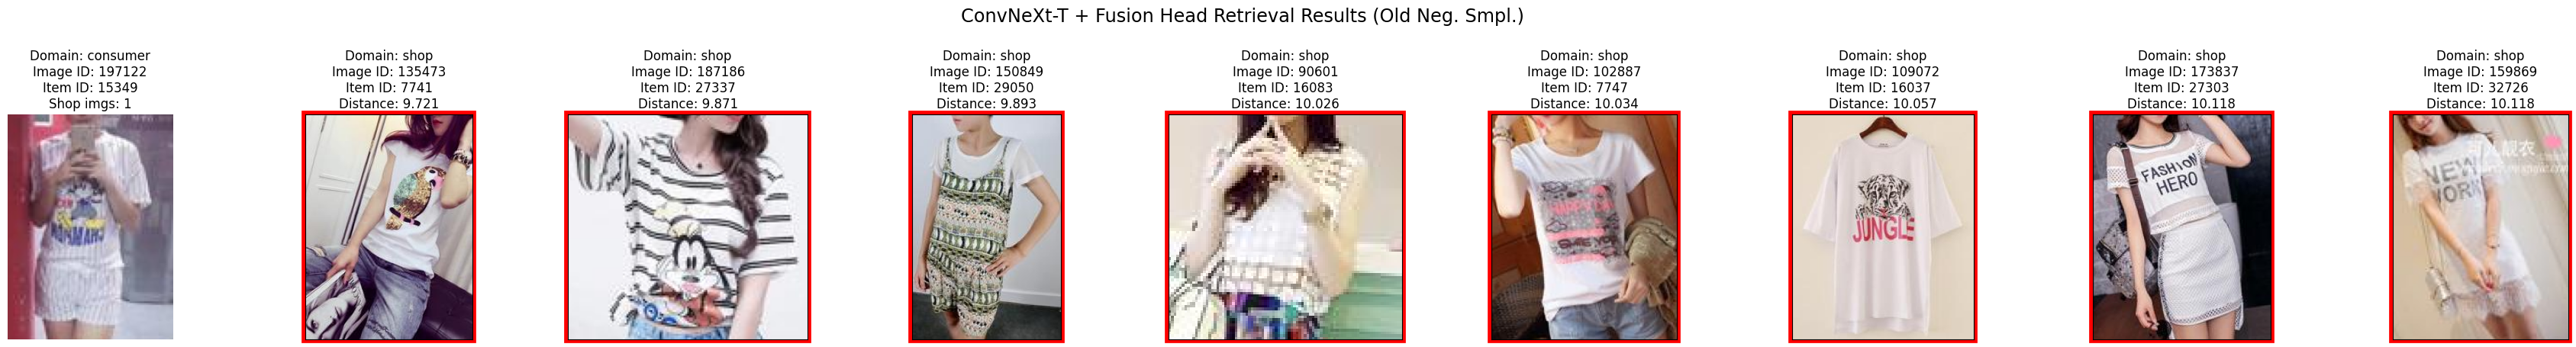 ConvNeXt-T + Fusion Head Retrieval Results (Old Neg. Smpl.)
Domain: consumer
Image ID: 197122
Item ID: 15349
Shop imgs: 1
Domain: shop
Image ID: 135473
Item ID: 7741
Distance: 9.721
Domain: shop
Image ID: 187186
Item ID: 27337
Distance: 9.871
Domain: shop
Image ID: 150849
Item ID: 29050
Distance: 9.893
Domain: shop
Image ID: 90601
Item ID: 16083
Distance: 10.026
Domain: shop
Image ID: 102887
Item ID: 7747
Distance: 10.034
Domain: shop
Image ID: 109072
Item ID: 16037
Distance: 10.057
JUNGLE
Domain: shop
Image ID: 173837
Item ID: 27303
Distance: 10.118
FASHION
HERO
Domain: shop
Image ID: 159869
Item ID: 32726
Distance: 10.118
NEW
YORK